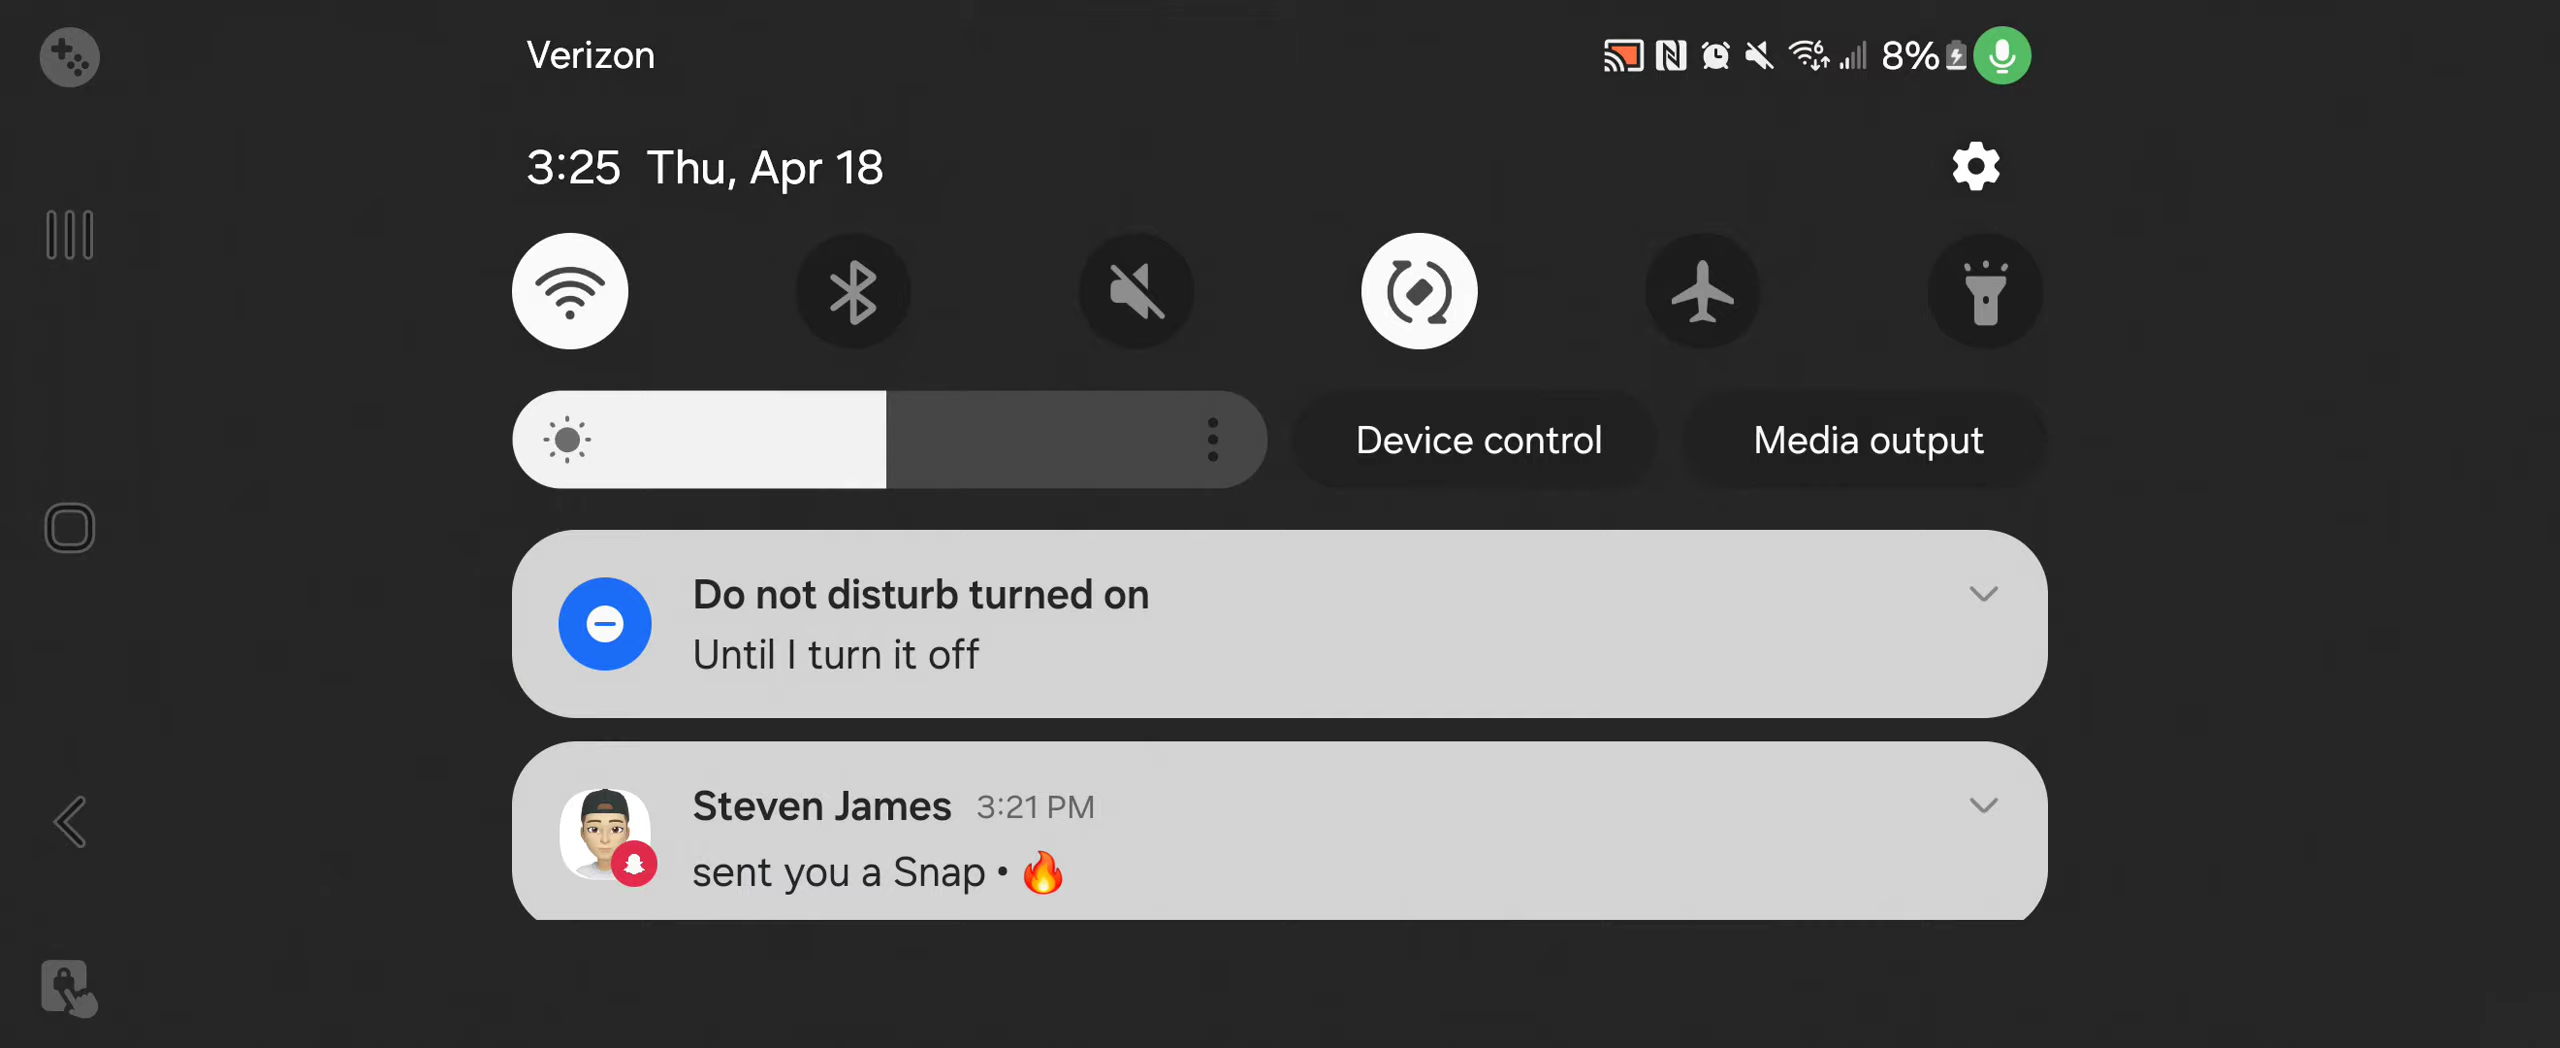 Verizon
8%
3:25 Thu, Apr 18
Device control
Media output
Do not disturb turned on
Until I turn it off
Steven James 3:21 PM
sent you a Snap • 🔥